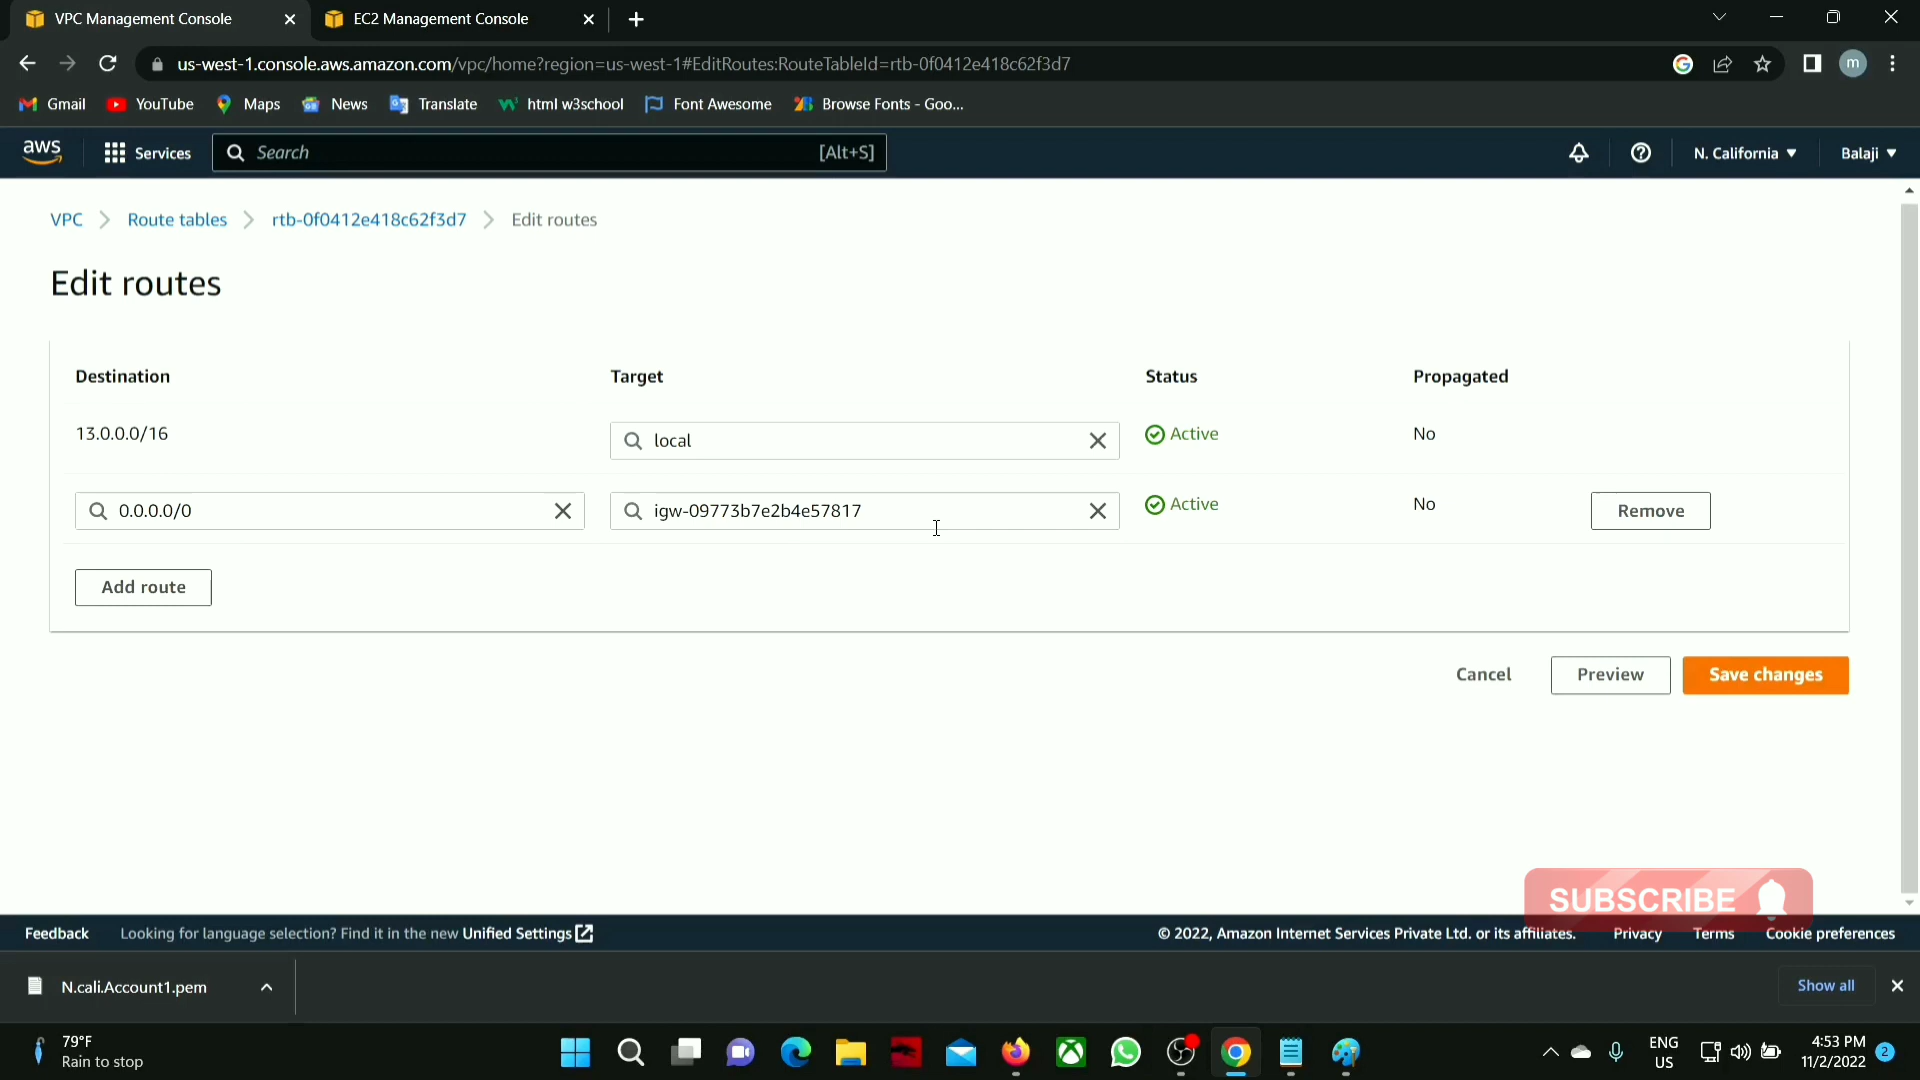 VPC Management Console
EC2 Management Console
us-west-1.console.aws.amazon.com/vpc/home?region=us-west-1#EditRoutes:RouteTableId=rtb-0f0412e418c62f3d7
m
Gmail
YouTube
Maps
News
Translate
html w3school
Font Awesome
Browse Fonts - Goo...
aws
Services
Search
[Alt+S]
N. California
Balaji
VPC
Route tables
rtb-0f0412e418c62f3d7
Edit routes
Edit routes
Destination
Target
Status
Propagated
13.0.0.0/16
local
Active
No
0.0.0.0/0
igw-09773b7e2b4e57817
Active
No
Remove
Add route
Cancel
Preview
Save changes
SUBSCRIBE
Feedback
Looking for language selection? Find it in the new Unified Settings
© 2022, Amazon Internet Services Private Ltd. or its affiliates.
Privacy
Terms
Cookie preferences
N.cali.Account1.pem
Show all
79°F
Rain to stop
ENG
US
4:53 PM
11/2/2022
2